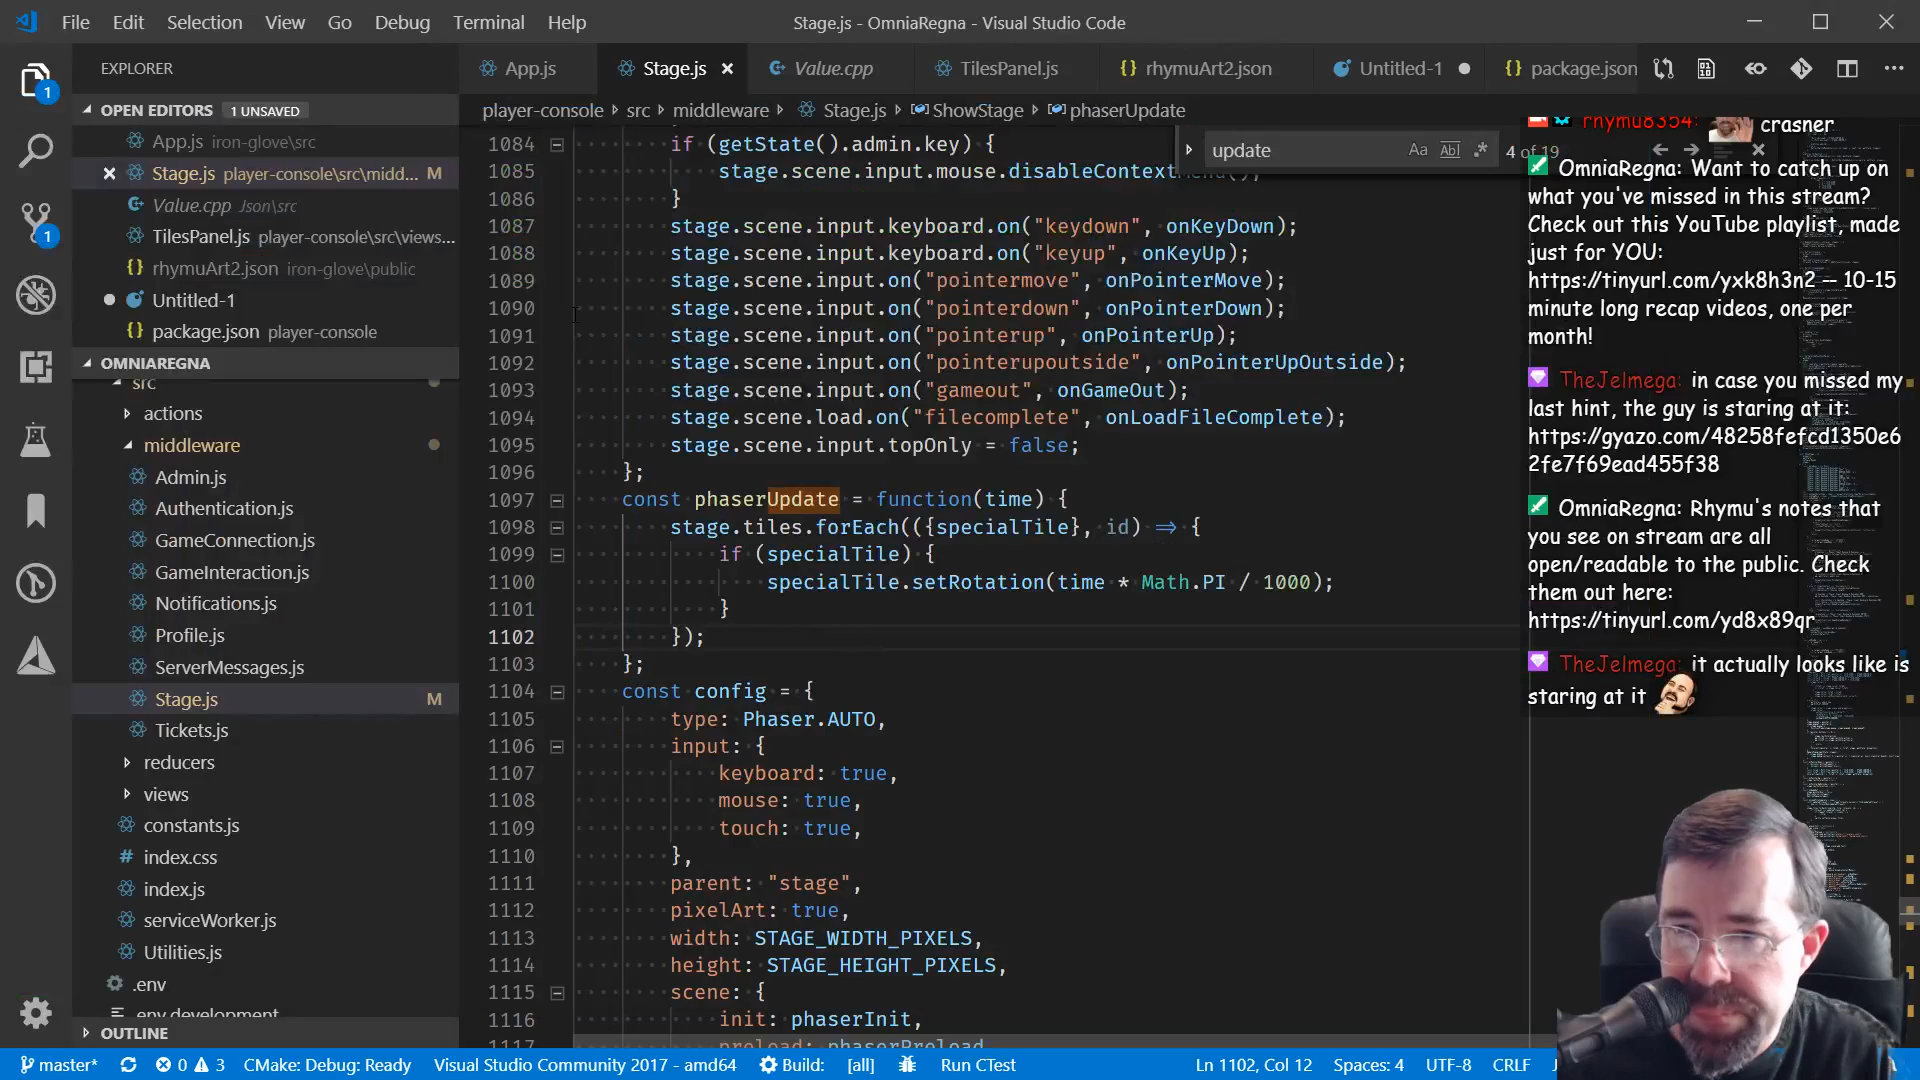 File Edit Selection View Go Debug Terminal Help
Stage.js - OmniaRegna - Visual Studio Code
EXPLORER
App.js
Stage.js
Value.cpp
TilesPanel.js
rhymuArt2.json
Untitled-1
package.json
OPEN EDITORS 1 UNSAVED
App.js iron-glove\src
Stage.js player-console\src\midd... M
Value.cpp Json\src
TilesPanel.js player-console\src\views...
rhymuArt2.json iron-glove\public
Untitled-1
package.json player-console
OMNIAREGNA
src
actions
middleware
Admin.js
Authentication.js
GameConnection.js
GameInteraction.js
Notifications.js
Profile.js
ServerMessages.js
Stage.js M
Tickets.js
reducers
views
constants.js
index.css
index.js
serviceWorker.js
Utilities.js
.env
.env.development
OUTLINE
player-console src middleware Stage.js ShowStage phaserUpdate
update Aa Abl .* 4 of 19
1084 if (getState().admin.key) {
1085 stage.scene.input.mouse.disableContextMenu();
1086 }
1087 stage.scene.input.keyboard.on("keydown", onKeyDown);
1088 stage.scene.input.keyboard.on("keyup", onKeyUp);
1089 stage.scene.input.on("pointermove", onPointerMove);
1090 stage.scene.input.on("pointerdown", onPointerDown);
1091 stage.scene.input.on("pointerup", onPointerUp);
1092 stage.scene.input.on("pointerupoutside", onPointerUpOutside);
1093 stage.scene.input.on("gameout", onGameOut);
1094 stage.scene.load.on("filecomplete", onLoadFileComplete);
1095 stage.scene.input.topOnly = false;
1096 };
1097 const phaserUpdate = function(time) {
1098 stage.tiles.forEach(({specialTile}, id) => {
1099 if (specialTile) {
1100 specialTile.setRotation(time * Math.PI / 1000);
1101 }
1102 });
1103 };
1104 const config = {
1105 type: Phaser.AUTO,
1106 input: {
1107 keyboard: true,
1108 mouse: true,
1109 touch: true,
1110 },
1111 parent: "stage",
1112 pixelArt: true,
1113 width: STAGE_WIDTH_PIXELS,
1114 height: STAGE_HEIGHT_PIXELS,
1115 scene: {
1116 init: phaserInit,
1117 preload: phaserPreload
rhymu8354: crasher
OmniaRegna: Want to catch up on
what you've missed in this stream?
Check out this YouTube playlist, made
just for YOU:
https://tinyurl.com/yxk8h3n2 -- 10-15
minute long recap videos, one per
month!
TheJelmega: in case you missed my
last hint, the guy is staring at it:
https://gyazo.com/48258fefcd1350e6
2fe7f69ead455f38
OmniaRegna: Rhymu's notes that
you see on stream are all
open/readable to the public. Check
them out here:
https://tinyurl.com/yd8x89qr
TheJelmega: it actually looks like is
staring at it
master* 0 3 CMake: Debug: Ready Visual Studio Community 2017 - amd64 Build: [all] Run CTest Ln 1102, Col 12 Spaces: 4 UTF-8 CRLF